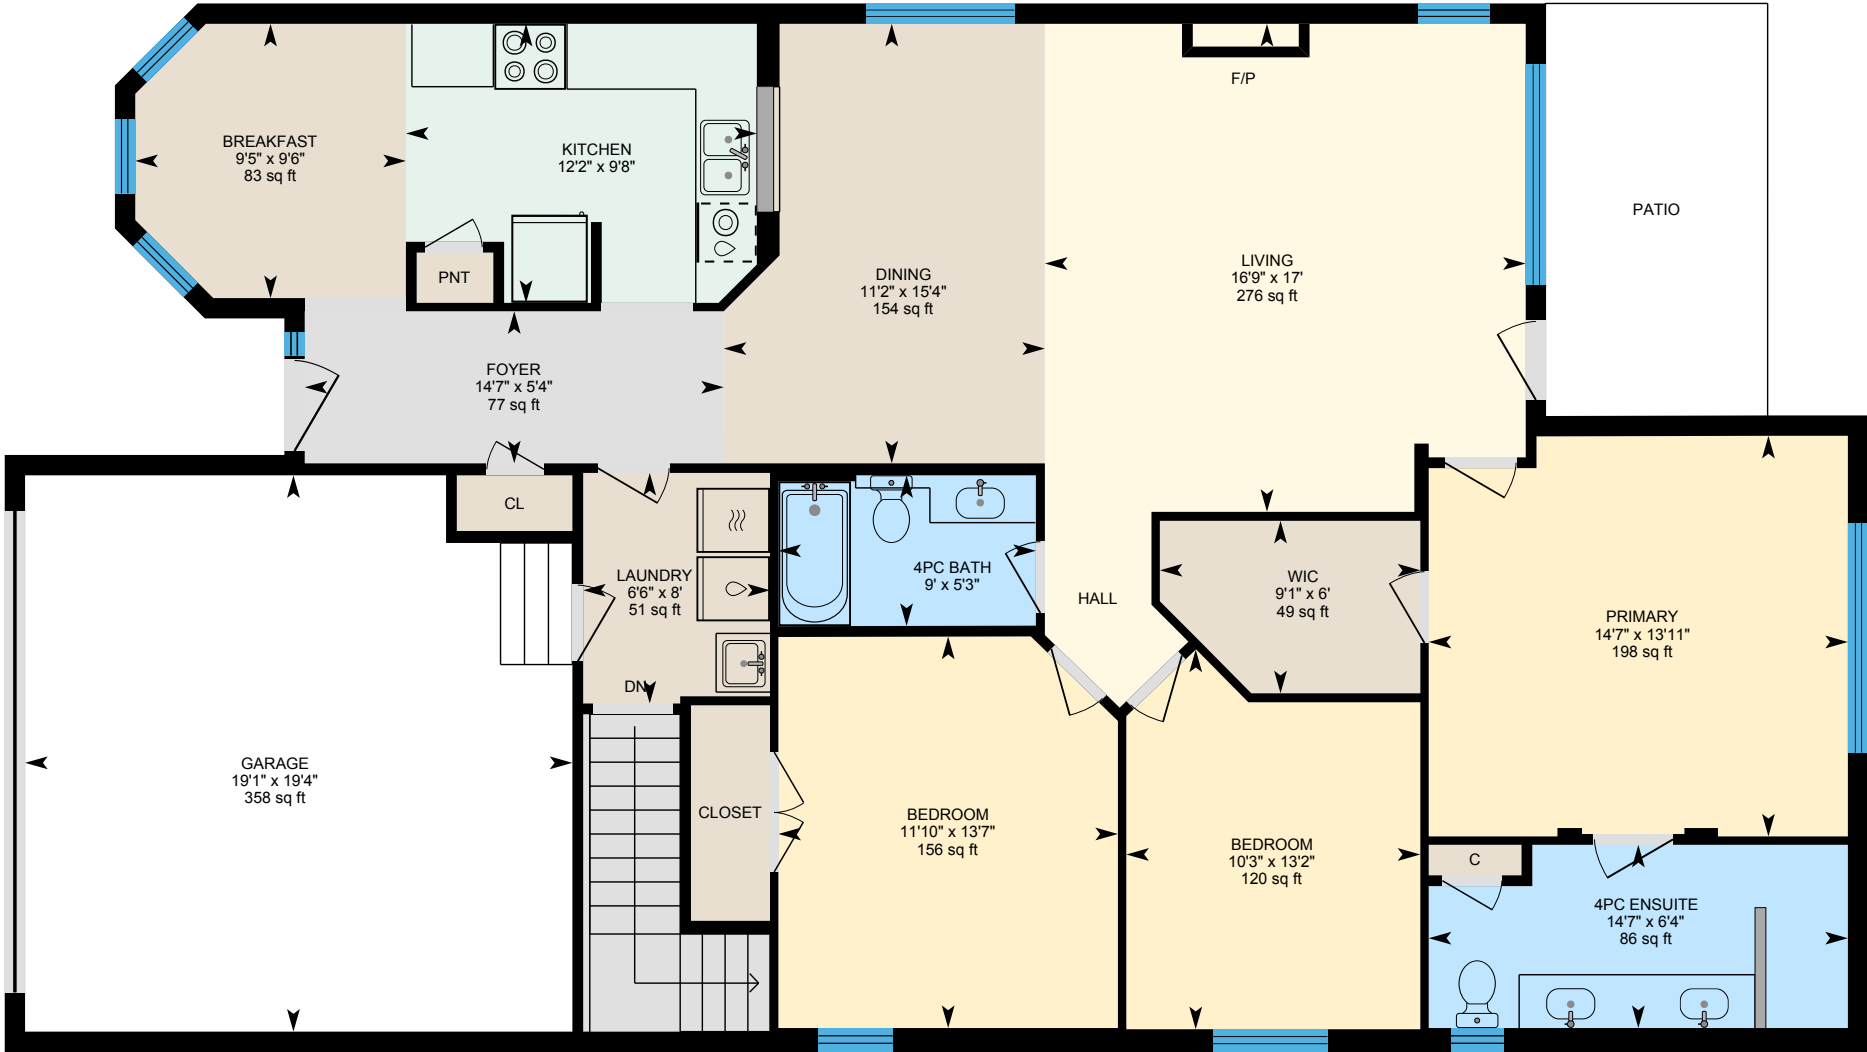 F/P
BREAKFAST
9'5" x 9'6"
83 sq ft
KITCHEN
12'2" x 9'8"
PATIO
PNT
DINING
11'2" x 15'4"
154 sq ft
LIVING
16'9" x 17'
276 sq ft
FOYER
14'7" x 5'4"
77 sq ft
CL
LAUNDRY
6'6" x 8'
51 sq ft
4PC BATH
9' x 5'3"
HALL
WIC
9'1" x 6'
49 sq ft
PRIMARY
14'7" x 13'11"
198 sq ft
DN
GARAGE
19'1" x 19'4"
358 sq ft
CLOSET
BEDROOM
11'10" x 13'7"
156 sq ft
BEDROOM
10'3" x 13'2"
120 sq ft
C
4PC ENSUITE
14'7" x 6'4"
86 sq ft